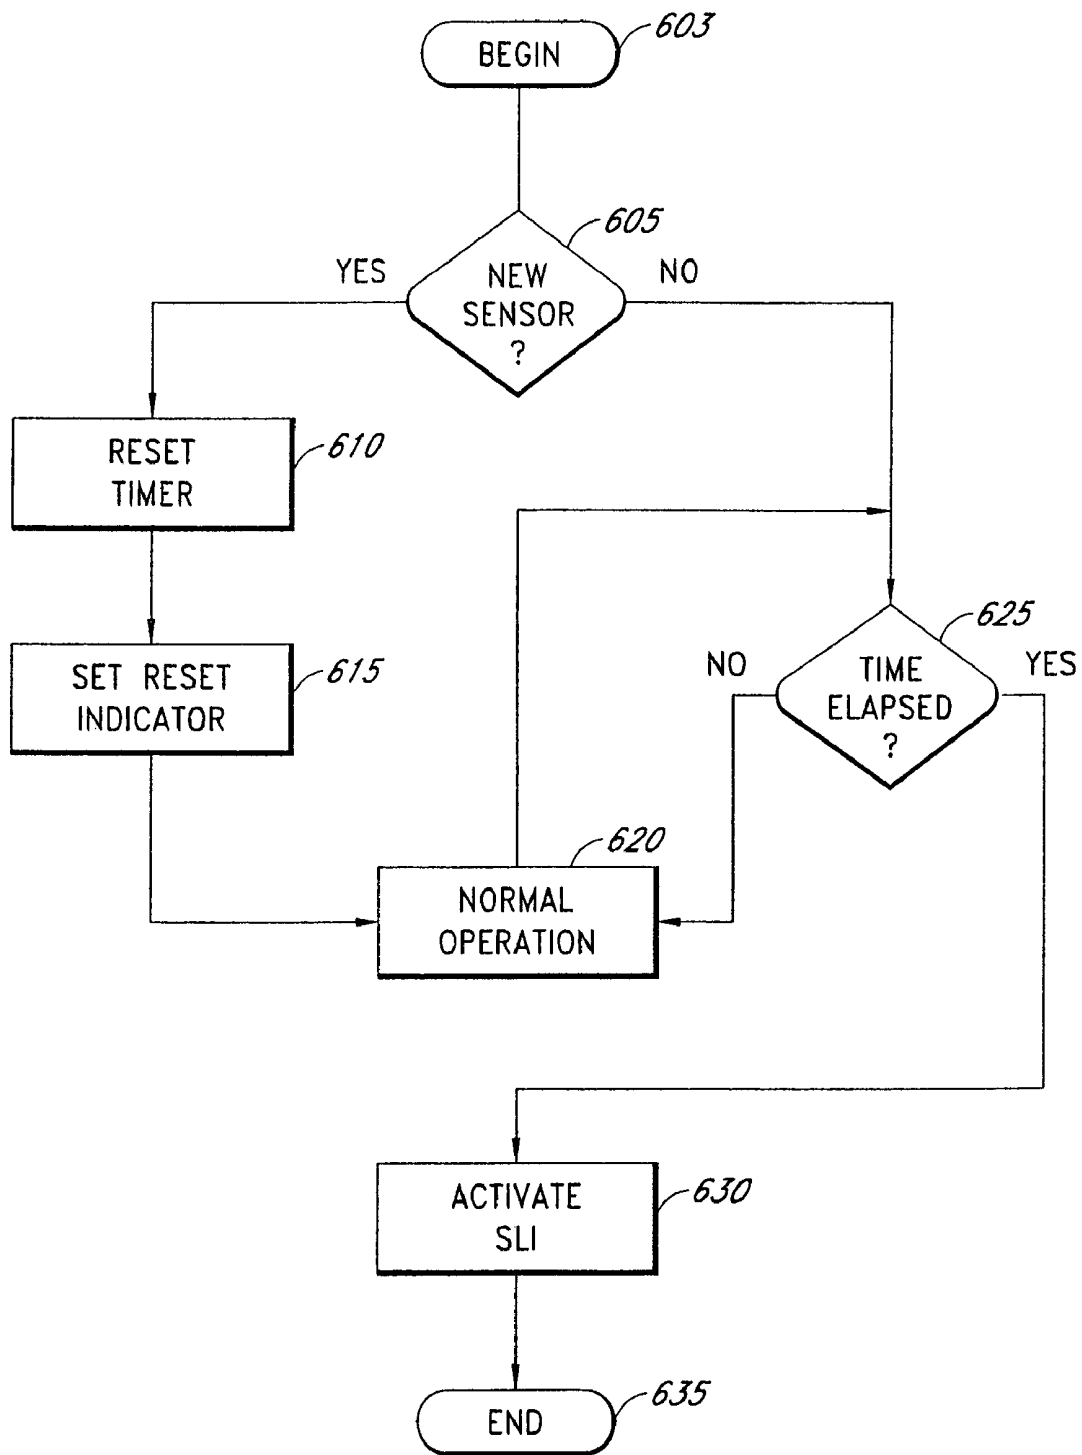 BEGIN
603
605
YES
NEW
SENSOR
?
NO
RESET
TIMER
610
SET RESET
INDICATOR
615
625
NO
TIME
ELAPSED
?
YES
620
NORMAL
OPERATION
ACTIVATE
SLI
630
END
635